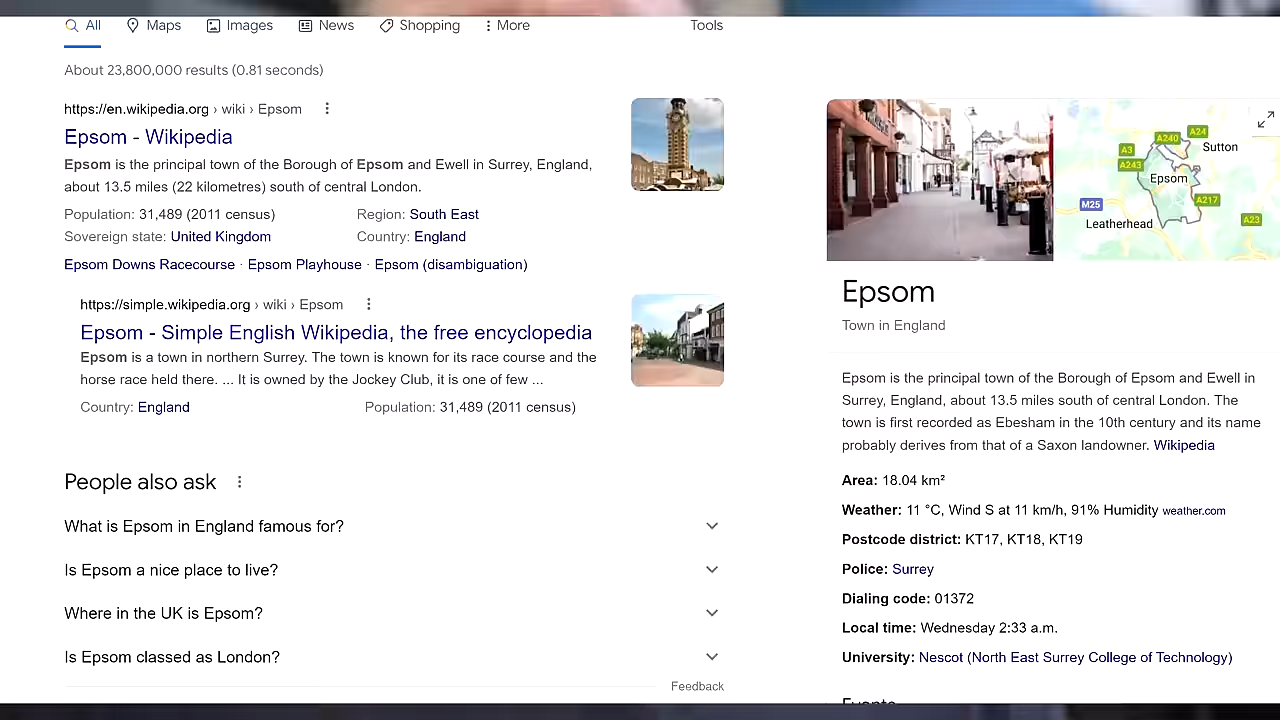 All
Maps
Images
News
Shopping
More
Tools
About 23,800,000 results (0.81 seconds)
https://en.wikipedia.org › wiki › Epsom
Epsom - Wikipedia
Epsom is the principal town of the Borough of Epsom and Ewell in Surrey, England,
about 13.5 miles (22 kilometres) south of central London.
Population: 31,489 (2011 census)
Region: South East
Sovereign state: United Kingdom
Country: England
Epsom Downs Racecourse · Epsom Playhouse · Epsom (disambiguation)
https://simple.wikipedia.org › wiki › Epsom
Epsom - Simple English Wikipedia, the free encyclopedia
Epsom is a town in northern Surrey. The town is known for its race course and the
horse race held there. ... It is owned by the Jockey Club, it is one of few ...
Country: England
Population: 31,489 (2011 census)
People also ask
What is Epsom in England famous for?
Is Epsom a nice place to live?
Where in the UK is Epsom?
Is Epsom classed as London?
Feedback
A24
A240
A3
Sutton
A243
Epsom
A217
M25
A23
Leatherhead
Epsom
Town in England
Epsom is the principal town of the Borough of Epsom and Ewell in
Surrey, England, about 13.5 miles south of central London. The
town is first recorded as Ebesham in the 10th century and its name
probably derives from that of a Saxon landowner. Wikipedia
Area: 18.04 km²
Weather: 11 °C, Wind S at 11 km/h, 91% Humidity weather.com
Postcode district: KT17, KT18, KT19
Police: Surrey
Dialing code: 01372
Local time: Wednesday 2:33 a.m.
University: Nescot (North East Surrey College of Technology)